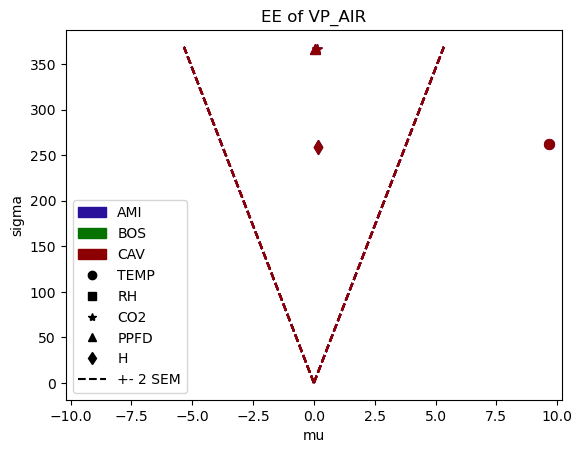 EE of VP_AIR
sigma
350
300
250
200
150
100
50
0
AMI
BOS
CAV
TEMP
RH
CO2
PPFD
H
+- 2 SEM
−10.0 −7.5 −5.0 −2.5 0.0 2.5 5.0 7.5 10.0
mu